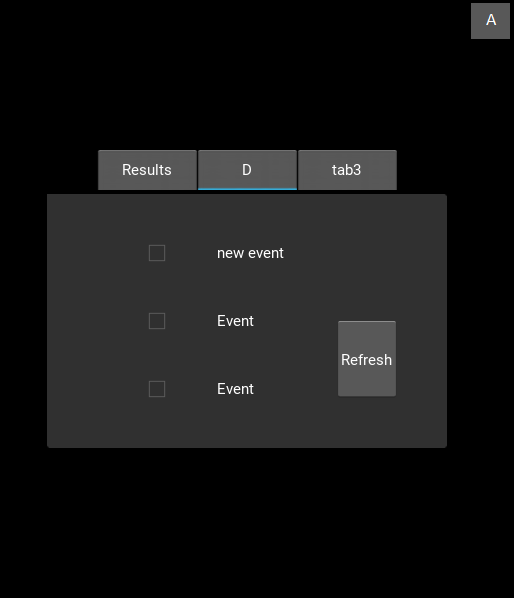 A
Results
D
tab3
new event
Event
Refresh
Event